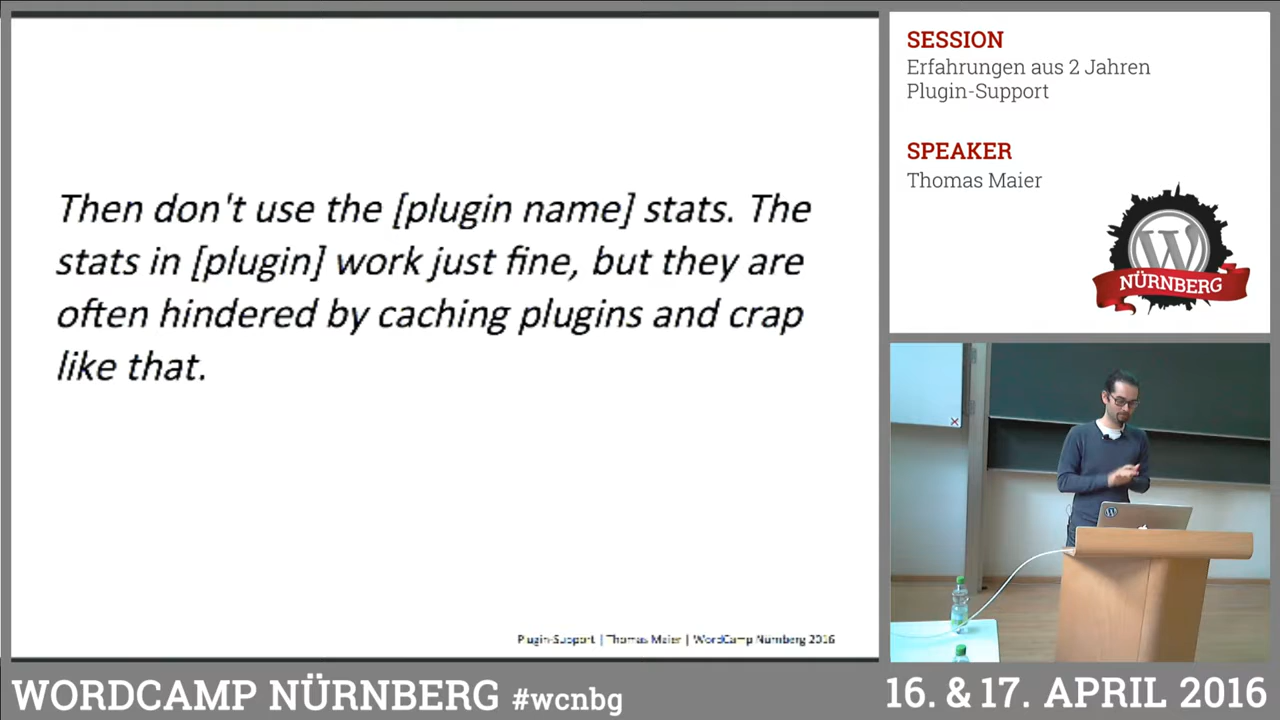 Then don't use the [plugin name] stats. The
stats in [plugin] work just fine, but they are
often hindered by caching plugins and crap
like that.
Plugin-Support | Thomas Maier | WordCamp Nürnberg 2016
SESSION
Erfahrungen aus 2 Jahren
Plugin-Support
SPEAKER
Thomas Maier
NÜRNBERG
WORDCAMP NÜRNBERG #wcnbg
16. & 17. APRIL 2016